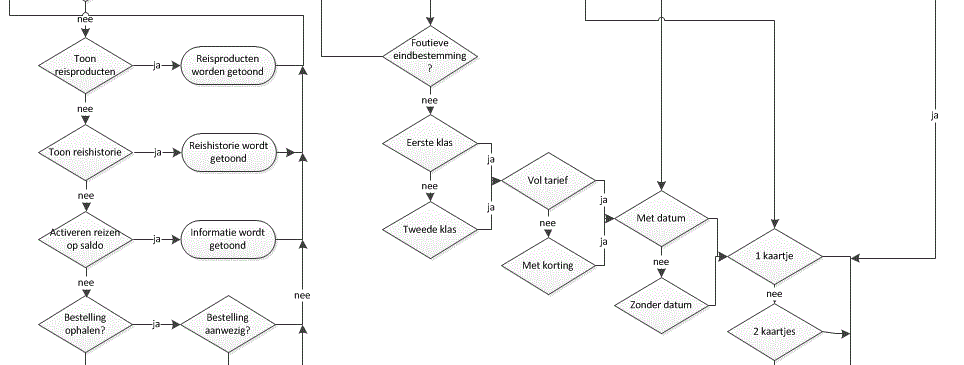 nee
Toon
reisproducten
ja
Reisproducten
worden getoond
nee
Toon reishistorie
ja
Reishistorie wordt
getoond
nee
Activeren reizen
op saldo
ja
Informatie wordt
getoond
nee
nee
Bestelling
ophalen?
ja
Bestelling
aanwezig?
Foutieve
eindbestemming
?
nee
Eerste klas
ja
nee
Tweede klas
ja
Vol tarief
ja
nee
Met korting
ja
Met datum
nee
Zonder datum
1 kaartje
nee
2 kaartjes
ja